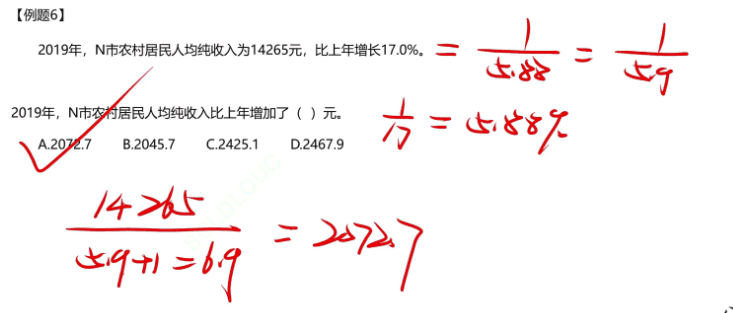 【例题6】
2019年，N市农村居民人均纯收入为14265元，比上年增长17.0%。 = 1/5.88 = 1/5.9
2019年，N市农村居民人均纯收入比上年增加了（ ）元。
1/17 = 5.88%
A.2072.7 B.2045.7 C.2425.1 D.2467.9
14265/5.9+1=6.9 = 2072.7